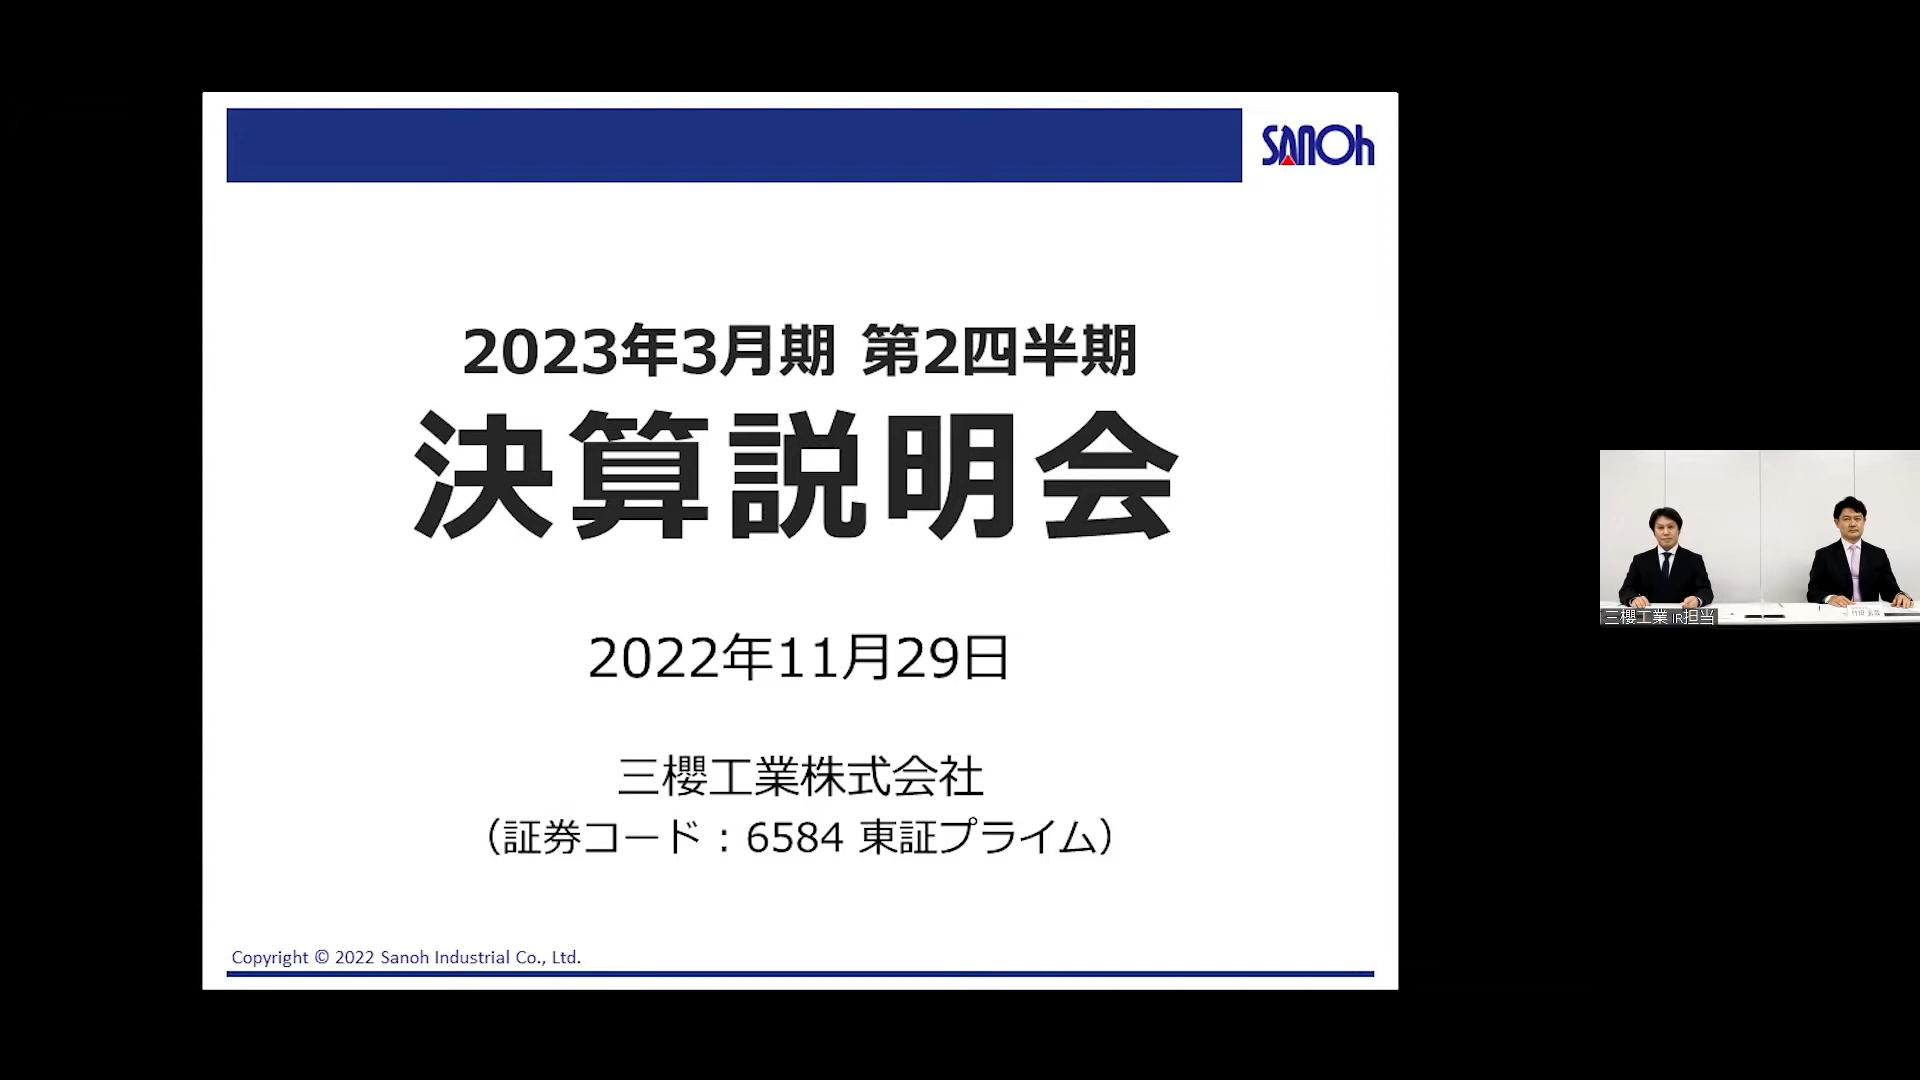 SANOh
2023年3月期 第2四半期
決算説明会
2022年11月29日
三櫻工業株式会社
（証券コード：6584 東証プライム）
Copyright © 2022 Sanoh Industrial Co., Ltd.
三櫻工業 IR担当